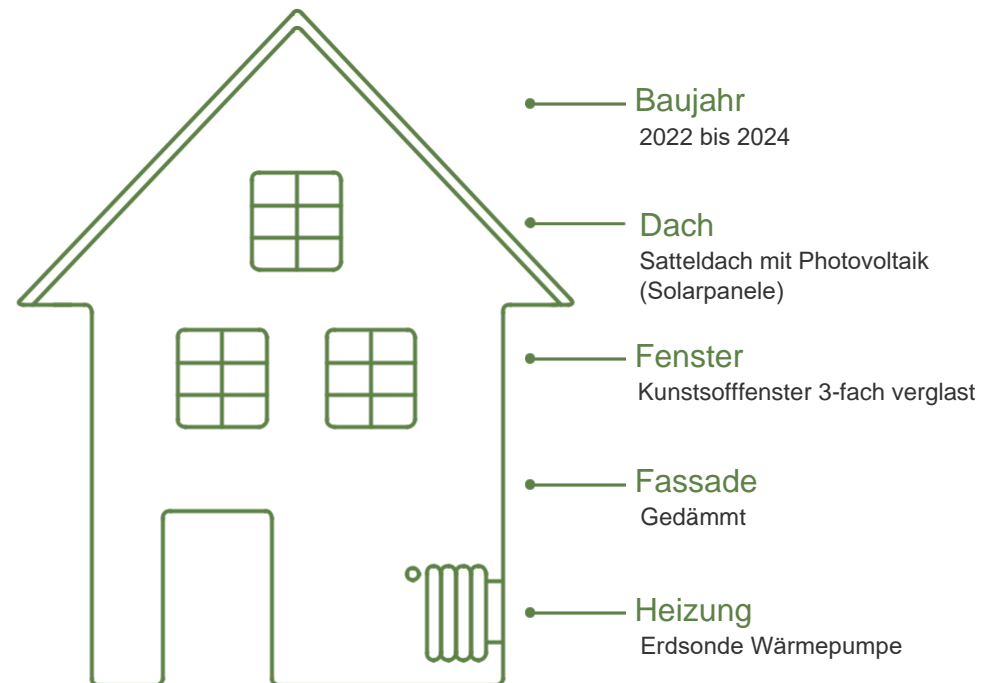 Baujahr
2022 bis 2024
Dach
Satteldach mit Photovoltaik
(Solarpanele)
Fenster
Kunstsofffenster 3-fach verglast
Fassade
Gedämmt
Heizung
Erdsonde Wärmepumpe